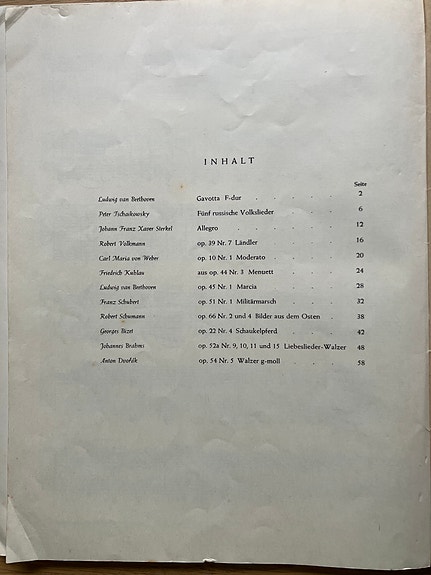 INHALT
Seite
Ludwig van Beethoven Gavotta F-dur . . . . . 2
Peter Tschaikowsky Fünf russische Volkslieder . . . 6
Johann Franz Xaver Sterkel Allegro . . . . . 12
Robert Volkmann op. 39 Nr. 7 Ländler . . . . 16
Carl Maria von Weber op. 10 Nr. 1 Moderato . . . . 20
Friedrich Kuhlau aus op. 44 Nr. 3 Menuett . . . 24
Ludwig van Beethoven op. 45 Nr. 1 Marcia . . . . 28
Franz Schubert op. 51 Nr. 1 Militärmarsch . . . 32
Robert Schumann op. 66 Nr. 2 und 4 Bilder aus dem Osten . 38
Georges Bizet op. 22 Nr. 4 Schaukelpferd . . . 42
Johannes Brahms op. 52a Nr. 9, 10, 11 und 15 Liebeslieder-Walzer 48
Anton Dvořák op. 54 Nr. 5 Walzer g-moll . . . 58